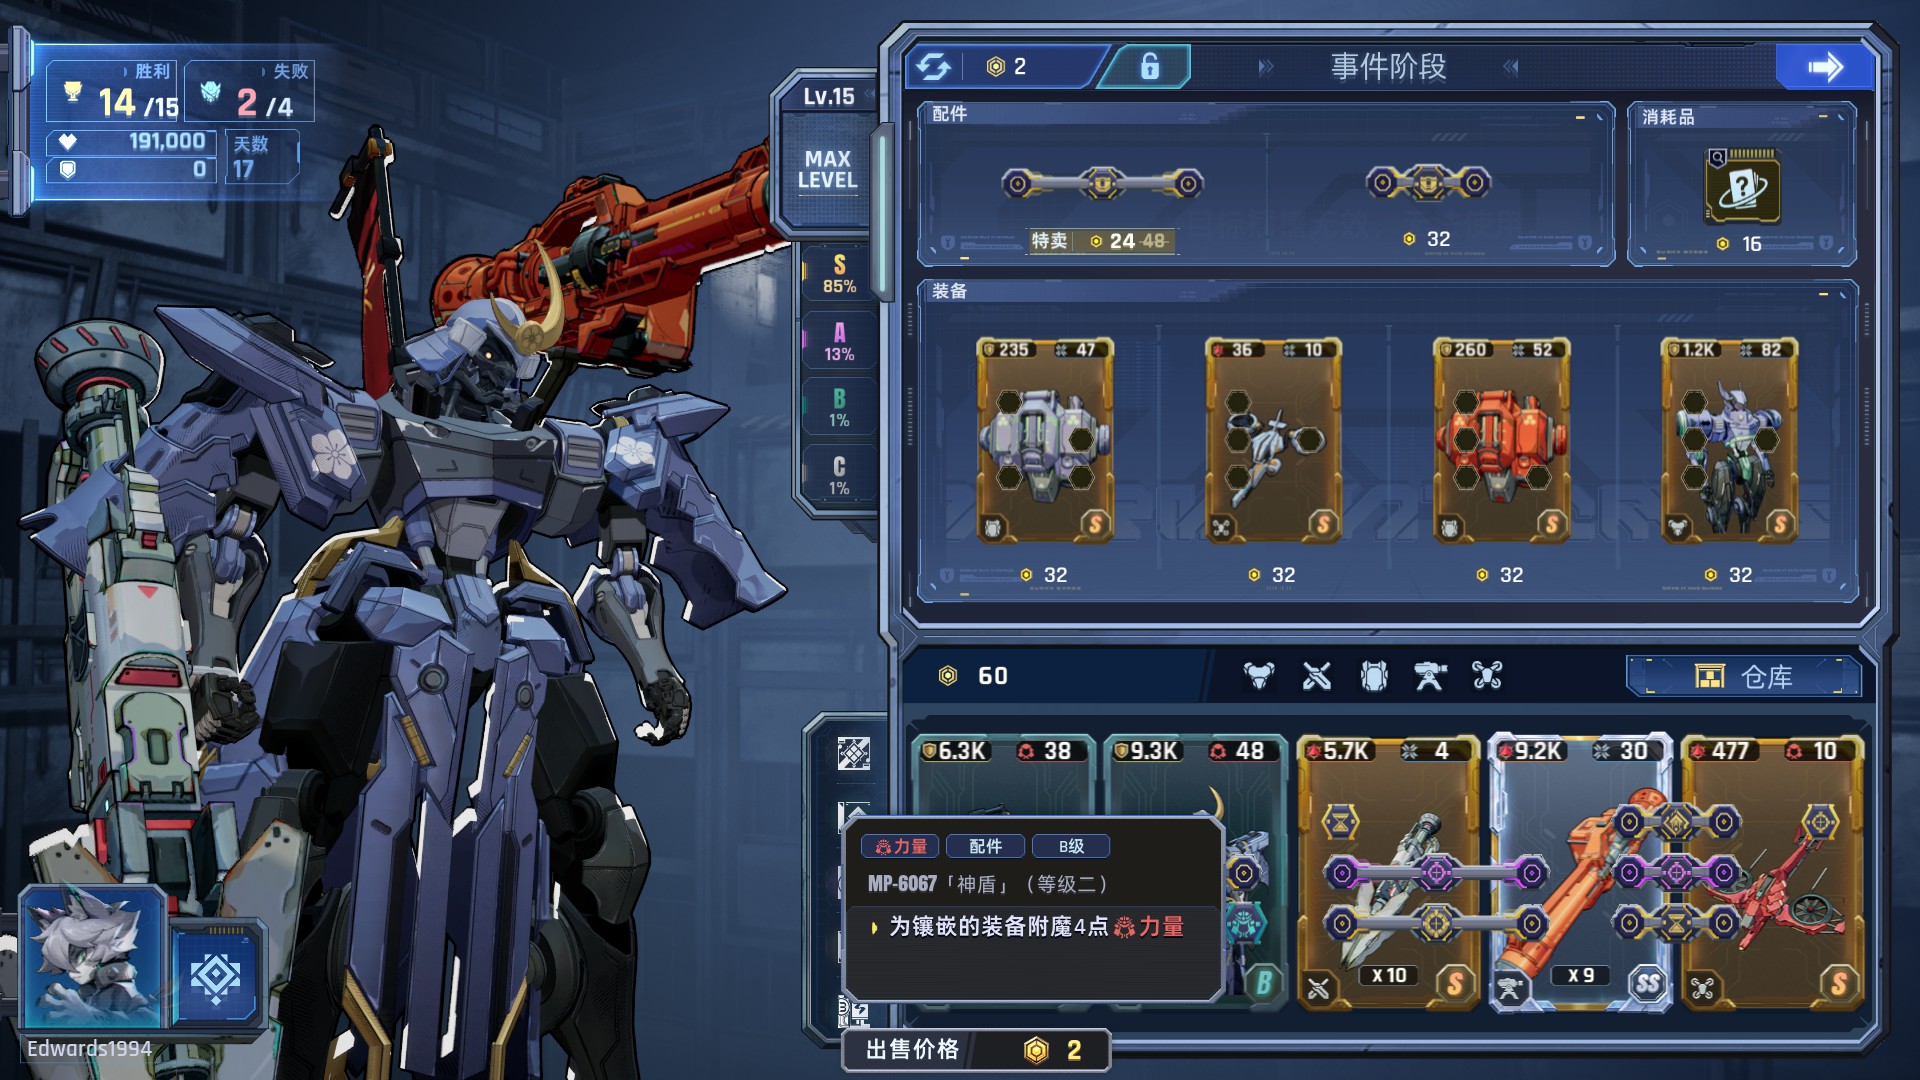 胜利
14/15
失败
2/4
191,000
0
天数
17
Lv.15
MAX
LEVEL
S
85%
A
13%
B
1%
C
1%
2
事件阶段
配件
特卖 24 48
32
消耗品
?
16
装备
235 47
S
32
36 10
S
32
260 52
S
32
1.2K 82
S
32
60
仓库
6.3K 38
9.3K 48
B
5.7K 4
x10
S
9.2K 30
x9
SS
477 10
S
力量
配件
B级
MP-6067「神盾」(等级二)
为镶嵌的装备附魔4点力量
出售价格 2
Edwards1994